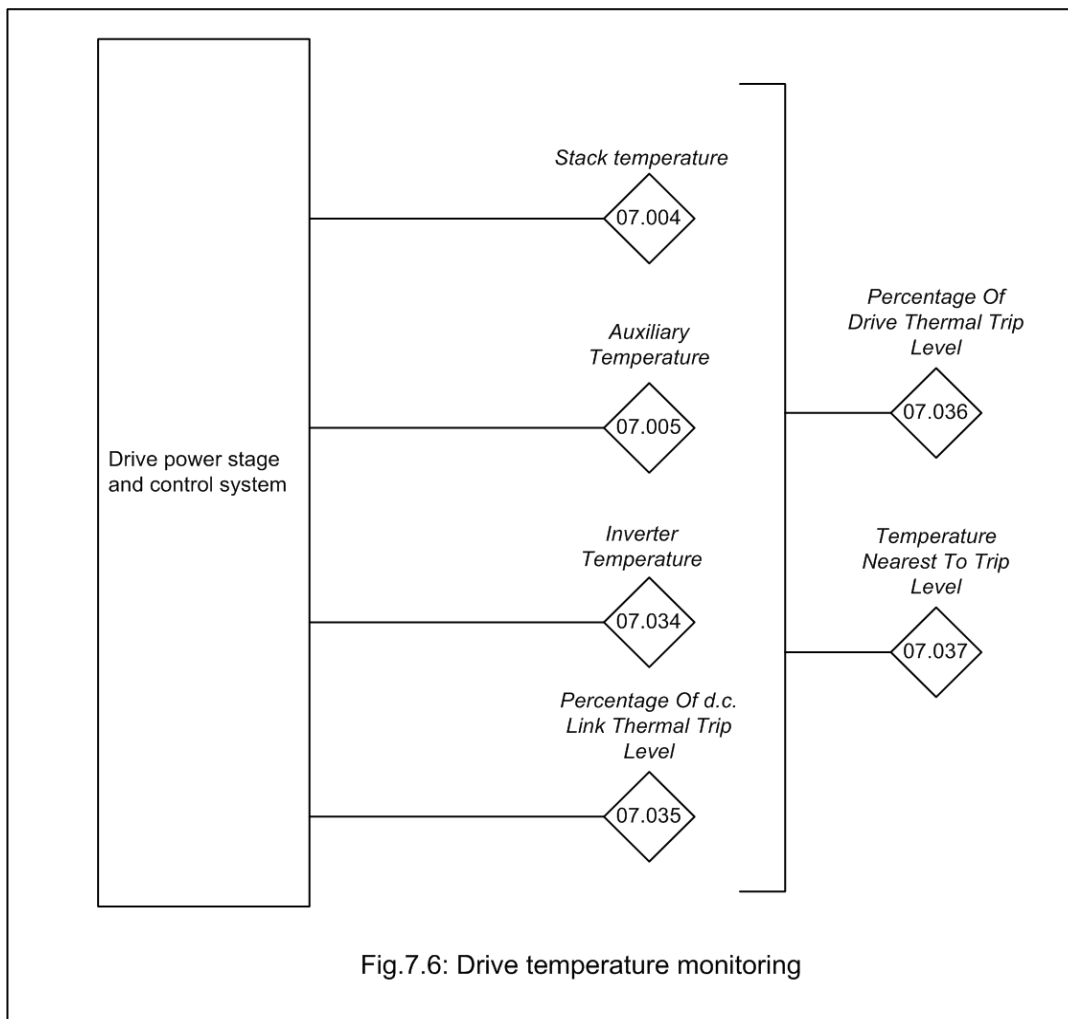 Stack temperature
07.004
Auxiliary
Temperature
07.005
Drive power stage
and control system
Inverter
Temperature
07.034
Percentage Of d.c.
Link Thermal Trip
Level
07.035
Percentage Of
Drive Thermal Trip
Level
07.036
Temperature
Nearest To Trip
Level
07.037
Fig.7.6: Drive temperature monitoring